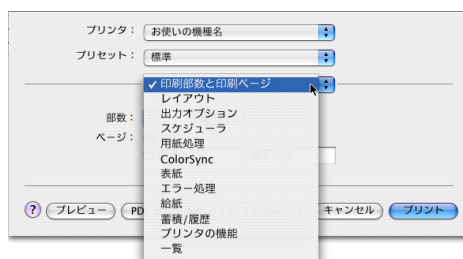 プリンタ： お使いの機種名
プリセット： 標準
✓ 印刷部数と印刷ページ
レイアウト
出力オプション
スケジューラ
部数：
用紙処理
ページ：
ColorSync
表紙
エラー処理
給紙
? プレビュー PD キャンセル プリント
蓄積/履歴
プリンタの機能
一覧